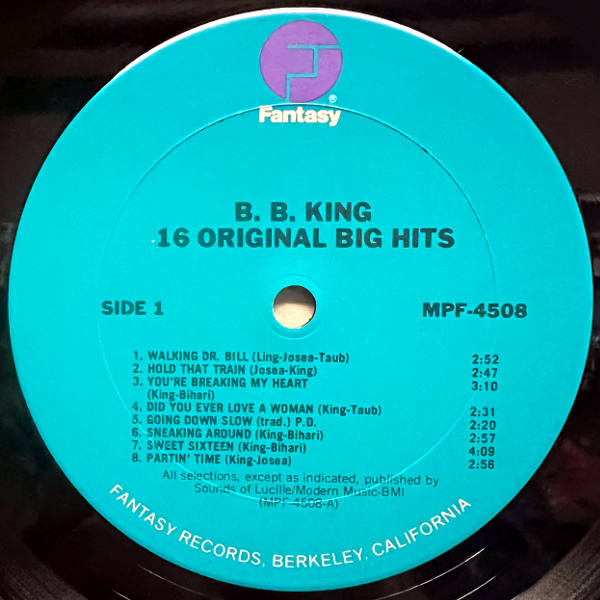 Fantasy®
B. B. KING
16 ORIGINAL BIG HITS
SIDE 1
MPF-4508
1. WALKING DR. BILL (Ling-Josea-Taub) 2:52
2. HOLD THAT TRAIN (Josea-King) 2:47
3. YOU'RE BREAKING MY HEART 3:10
(King-Bihari)
4. DID YOU EVER LOVE A WOMAN (King-Taub) 2:31
5. GOING DOWN SLOW (trad.) P.D. 2:20
6. SNEAKING AROUND (King-Bihari) 2:57
7. SWEET SIXTEEN (King-Bihari) 4:09
8. PARTIN' TIME (King-Josea) 2:56
All selections, except as indicated, published by
Sounds of Lucille/Modern Music-BMI
(MPF-4508-A)
FANTASY RECORDS, BERKELEY, CALIFORNIA